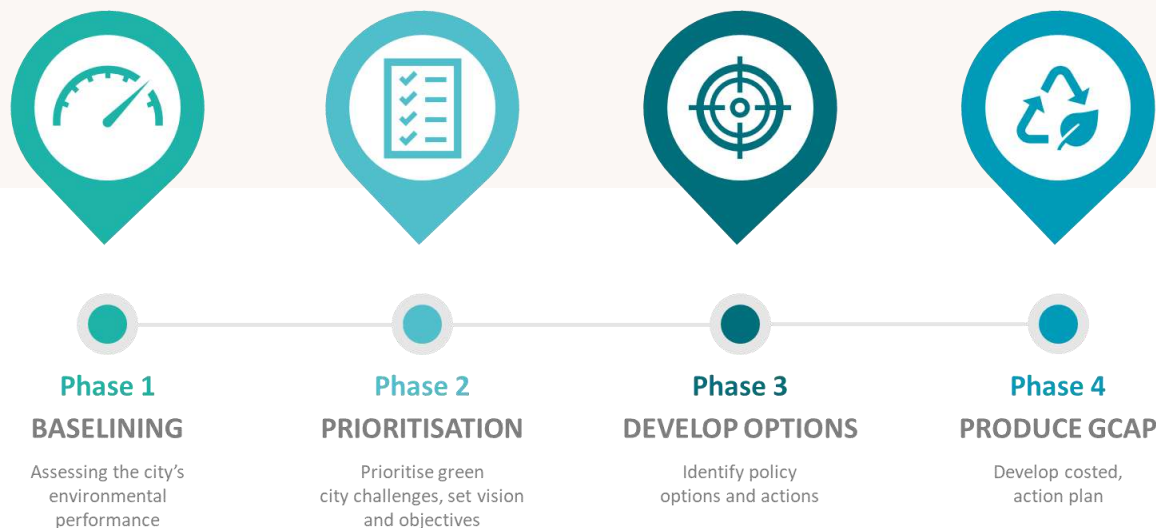 Phase 1
BASELINING
Assessing the city's
environmental
performance
Phase 2
PRIORITISATION
Prioritise green
city challenges, set vision
and objectives
Phase 3
DEVELOP OPTIONS
Identify policy
options and actions
Phase 4
PRODUCE GCAP
Develop costed,
action plan